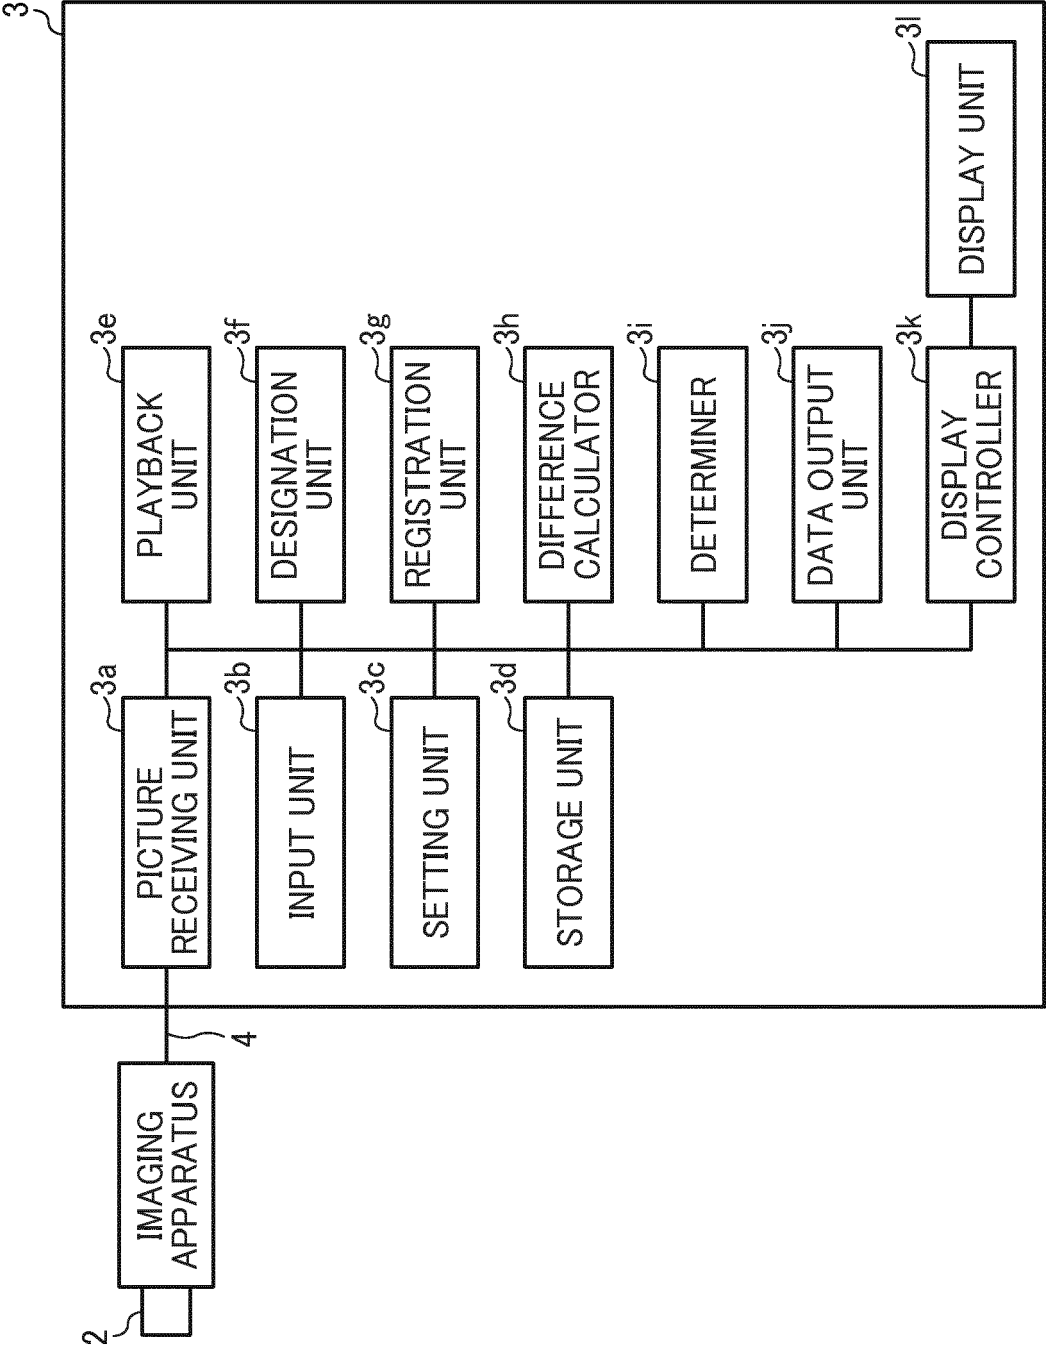 3
2
IMAGING
APPARATUS
4
3a
PICTURE
RECEIVING UNIT
3b
INPUT UNIT
3c
SETTING UNIT
3d
STORAGE UNIT
3e
PLAYBACK
UNIT
3f
DESIGNATION
UNIT
3g
REGISTRATION
UNIT
3h
DIFFERENCE
CALCULATOR
3i
DETERMINER
3j
DATA OUTPUT
UNIT
3k
DISPLAY
CONTROLLER
3l
DISPLAY UNIT